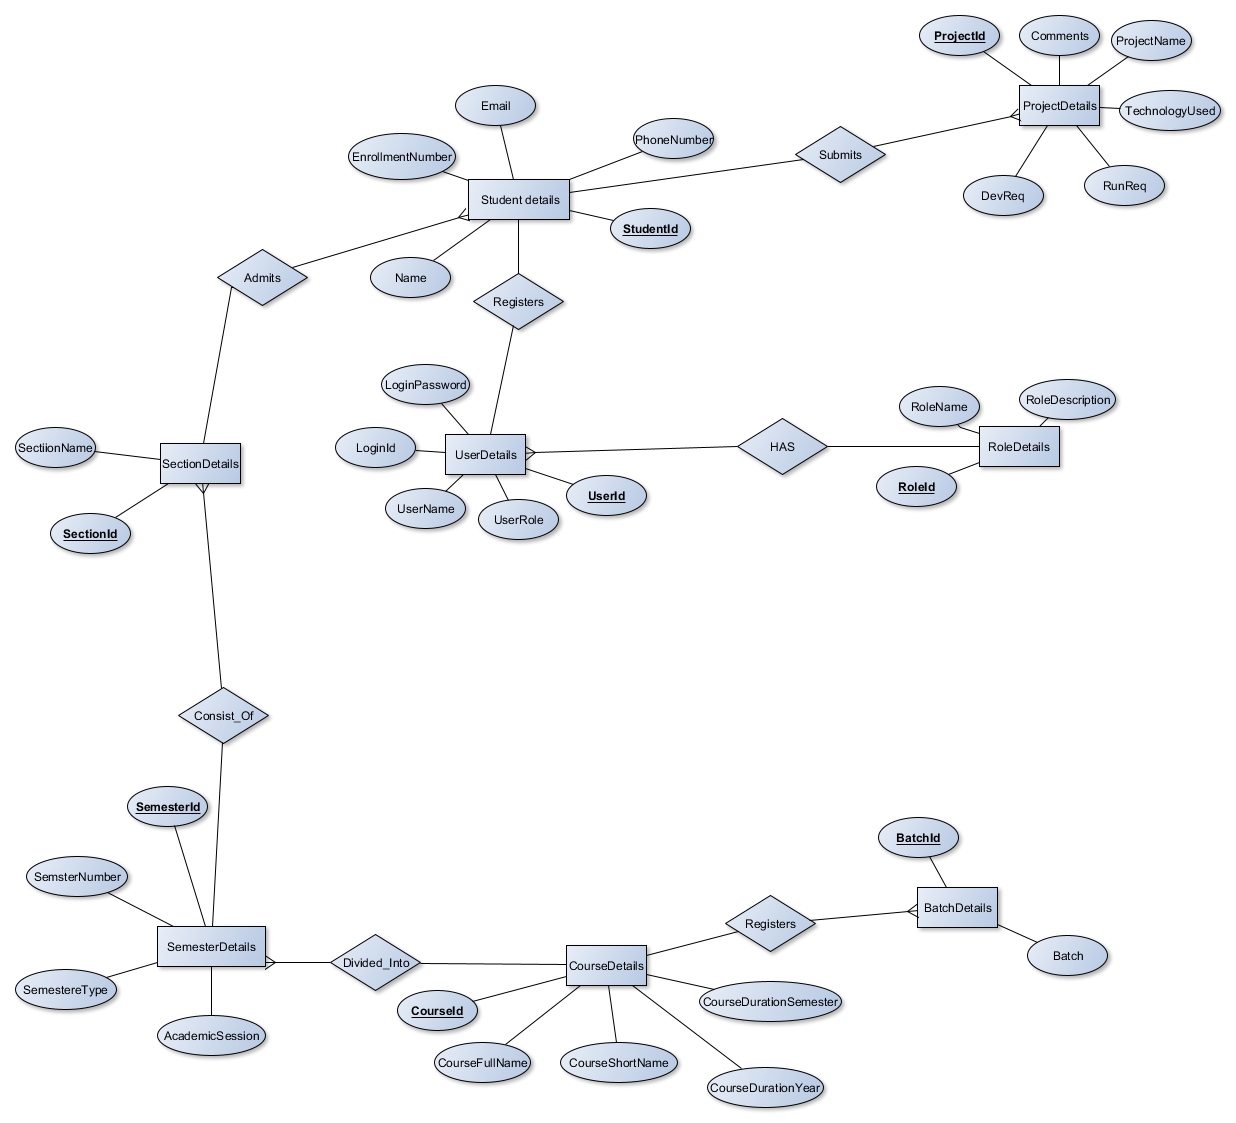 ProjectId
Comments
ProjectName
ProjectDetails
TechnologyUsed
Email
PhoneNumber
EnrollmentNumber
Submits
DevReq
RunReq
Student details
StudentId
Admits
Name
Registers
LoginPassword
RoleName
RoleDescription
SectiionName
LoginId
UserDetails
HAS
RoleDetails
SectionDetails
UserId
RoleId
UserName
UserRole
SectionId
Consist_Of
SemesterId
BatchId
SemsterNumber
BatchDetails
Registers
SemesterDetails
Divided_Into
CourseDetails
Batch
SemestereType
CourseId
CourseDurationSemester
AcademicSession
CourseFullName
CourseShortName
CourseDurationYear